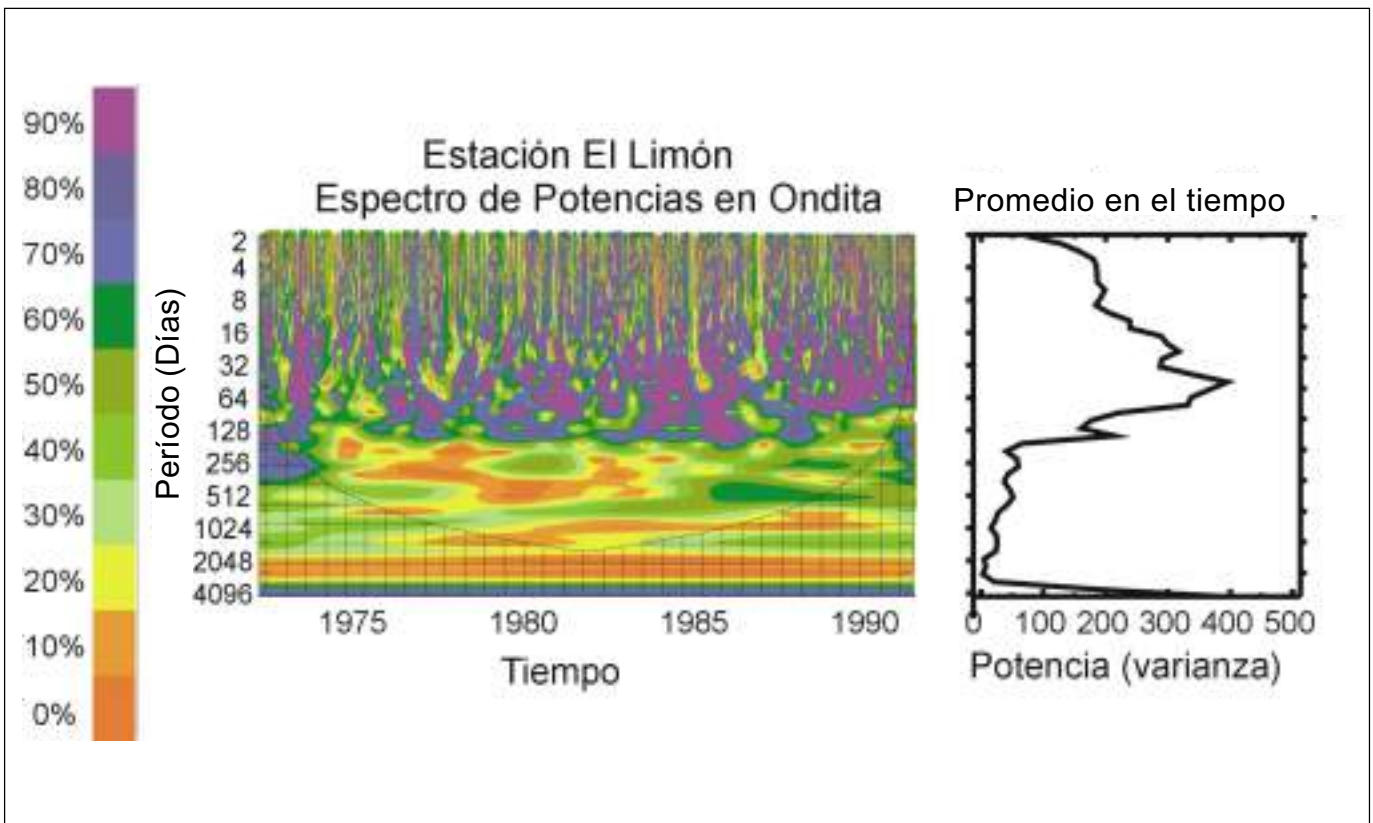 90%
80%
70%
60%
50%
40%
30%
20%
10%
0%
Estación El Limón
Espectro de Potencias en Ondita
Período (Días)
2
4
8
16
32
64
128
256
512
1024
2048
4096
1975 1980 1985 1990
Tiempo
Promedio en el tiempo
0 100 200 300 400 500
Potencia (varianza)